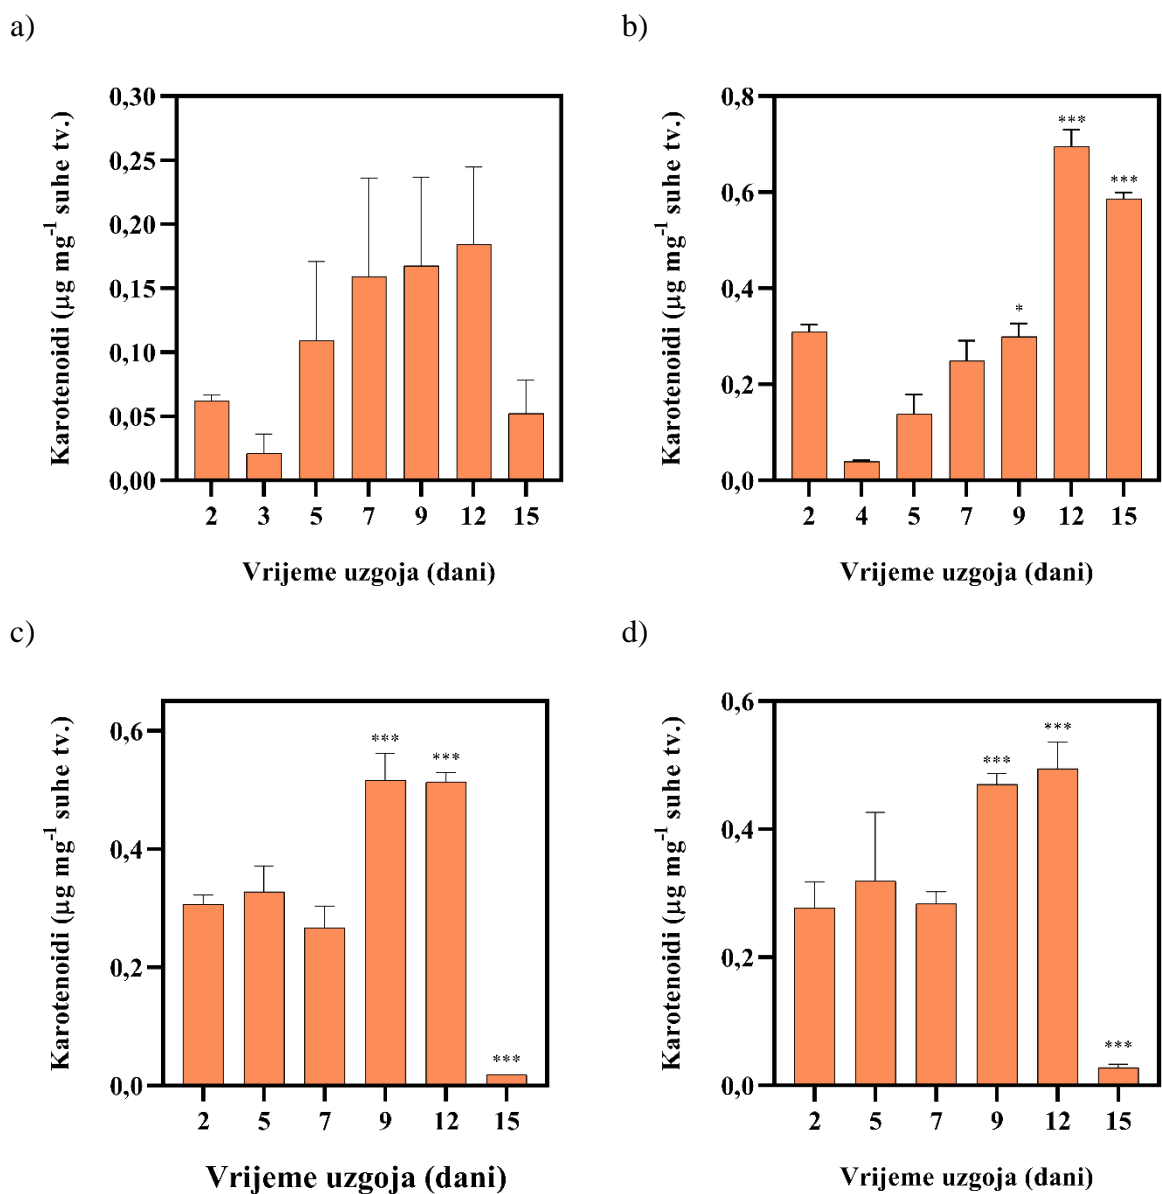 a)
Karotenoidi (μg mg⁻¹ suhe tv.)
0,30
0,25
0,20
0,15
0,10
0,05
0,00
2 3 5 7 9 12 15
Vrijeme uzgoja (dani)
b)
Karotenoidi (μg mg⁻¹ suhe tv.)
0,8
0,6
0,4
0,2
0,0
***
***
*
2 4 5 7 9 12 15
Vrijeme uzgoja (dani)
c)
Karotenoidi (μg mg⁻¹ suhe tv.)
0,6
0,4
0,2
0,0
*** ***
***
2 5 7 9 12 15
Vrijeme uzgoja (dani)
d)
Karotenoidi (μg mg⁻¹ suhe tv.)
0,6
0,4
0,2
0,0
***
***
***
2 5 7 9 12 15
Vrijeme uzgoja (dani)